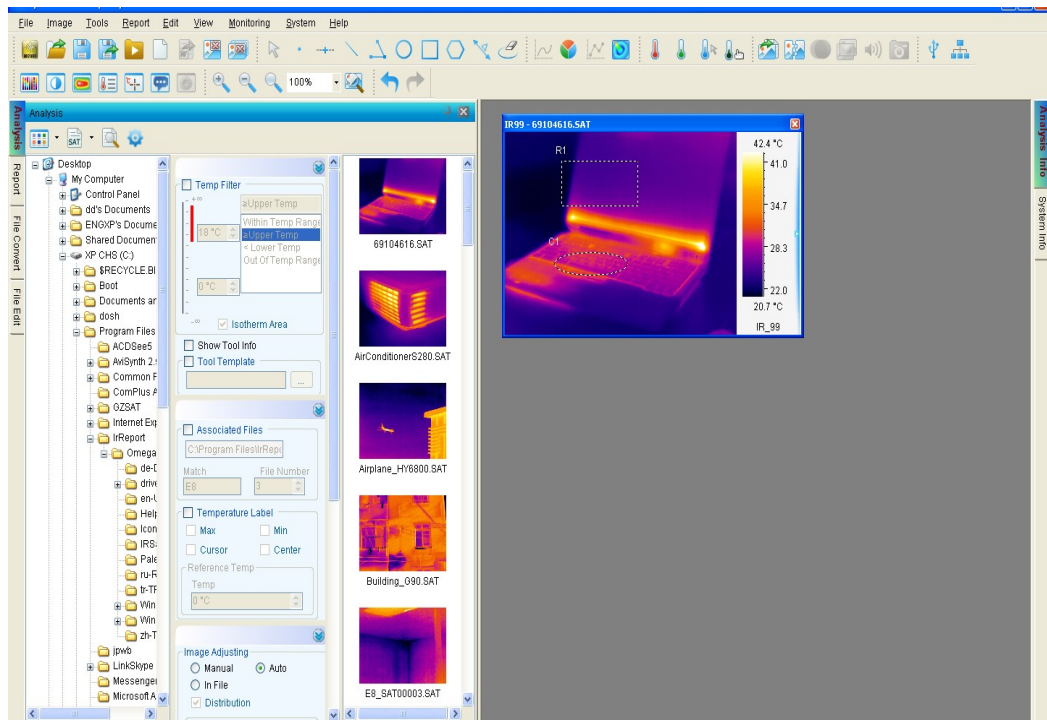 File Image Tools Report Edit View Monitoring System Help
100%
Analysis
Analysis
Report
File Convert
File Edit
SAT
Desktop
My Computer
Control Panel
dd's Documents
ENGXP's Docume
Shared Documen
XP CHS (C:)
$RECYCLE.BI
Boot
Documents ar
dosh
Program Files
ACDSee5
AviSynth 2.
Common F
ComPlus A
GZSAT
Internet Exp
IrReport
Omega
de-D
drive
en-U
Help
Icon
IRS
Pale
ru-R
tr-TF
Win
Win
zh-T
jpwb
LinkSkype
Messenger
Microsoft A
Temp Filter
+∞
≥Upper Temp
18 °C
Within Temp Range
≥Upper Temp
< Lower Temp
Out Of Temp Range
0 °C
-∞
Isotherm Area
Show Tool Info
Tool Template
...
Associated Files
C:\Program Files\IrRepo
Match File Number
E8 3
Temperature Label
Max Min
Cursor Center
Reference Temp
Temp
0 °C
Image Adjusting
Manual Auto
In File
Distribution
69104616.SAT
AirConditionerS280.SAT
Airplane_HY6800.SAT
Building_G90.SAT
E8_SAT00003.SAT
IR99 - 69104616.SAT
R1
C1
42.4 °C
41.0
34.7
28.3
22.0
20.7 °C
IR_99
Analysis Info
System Info